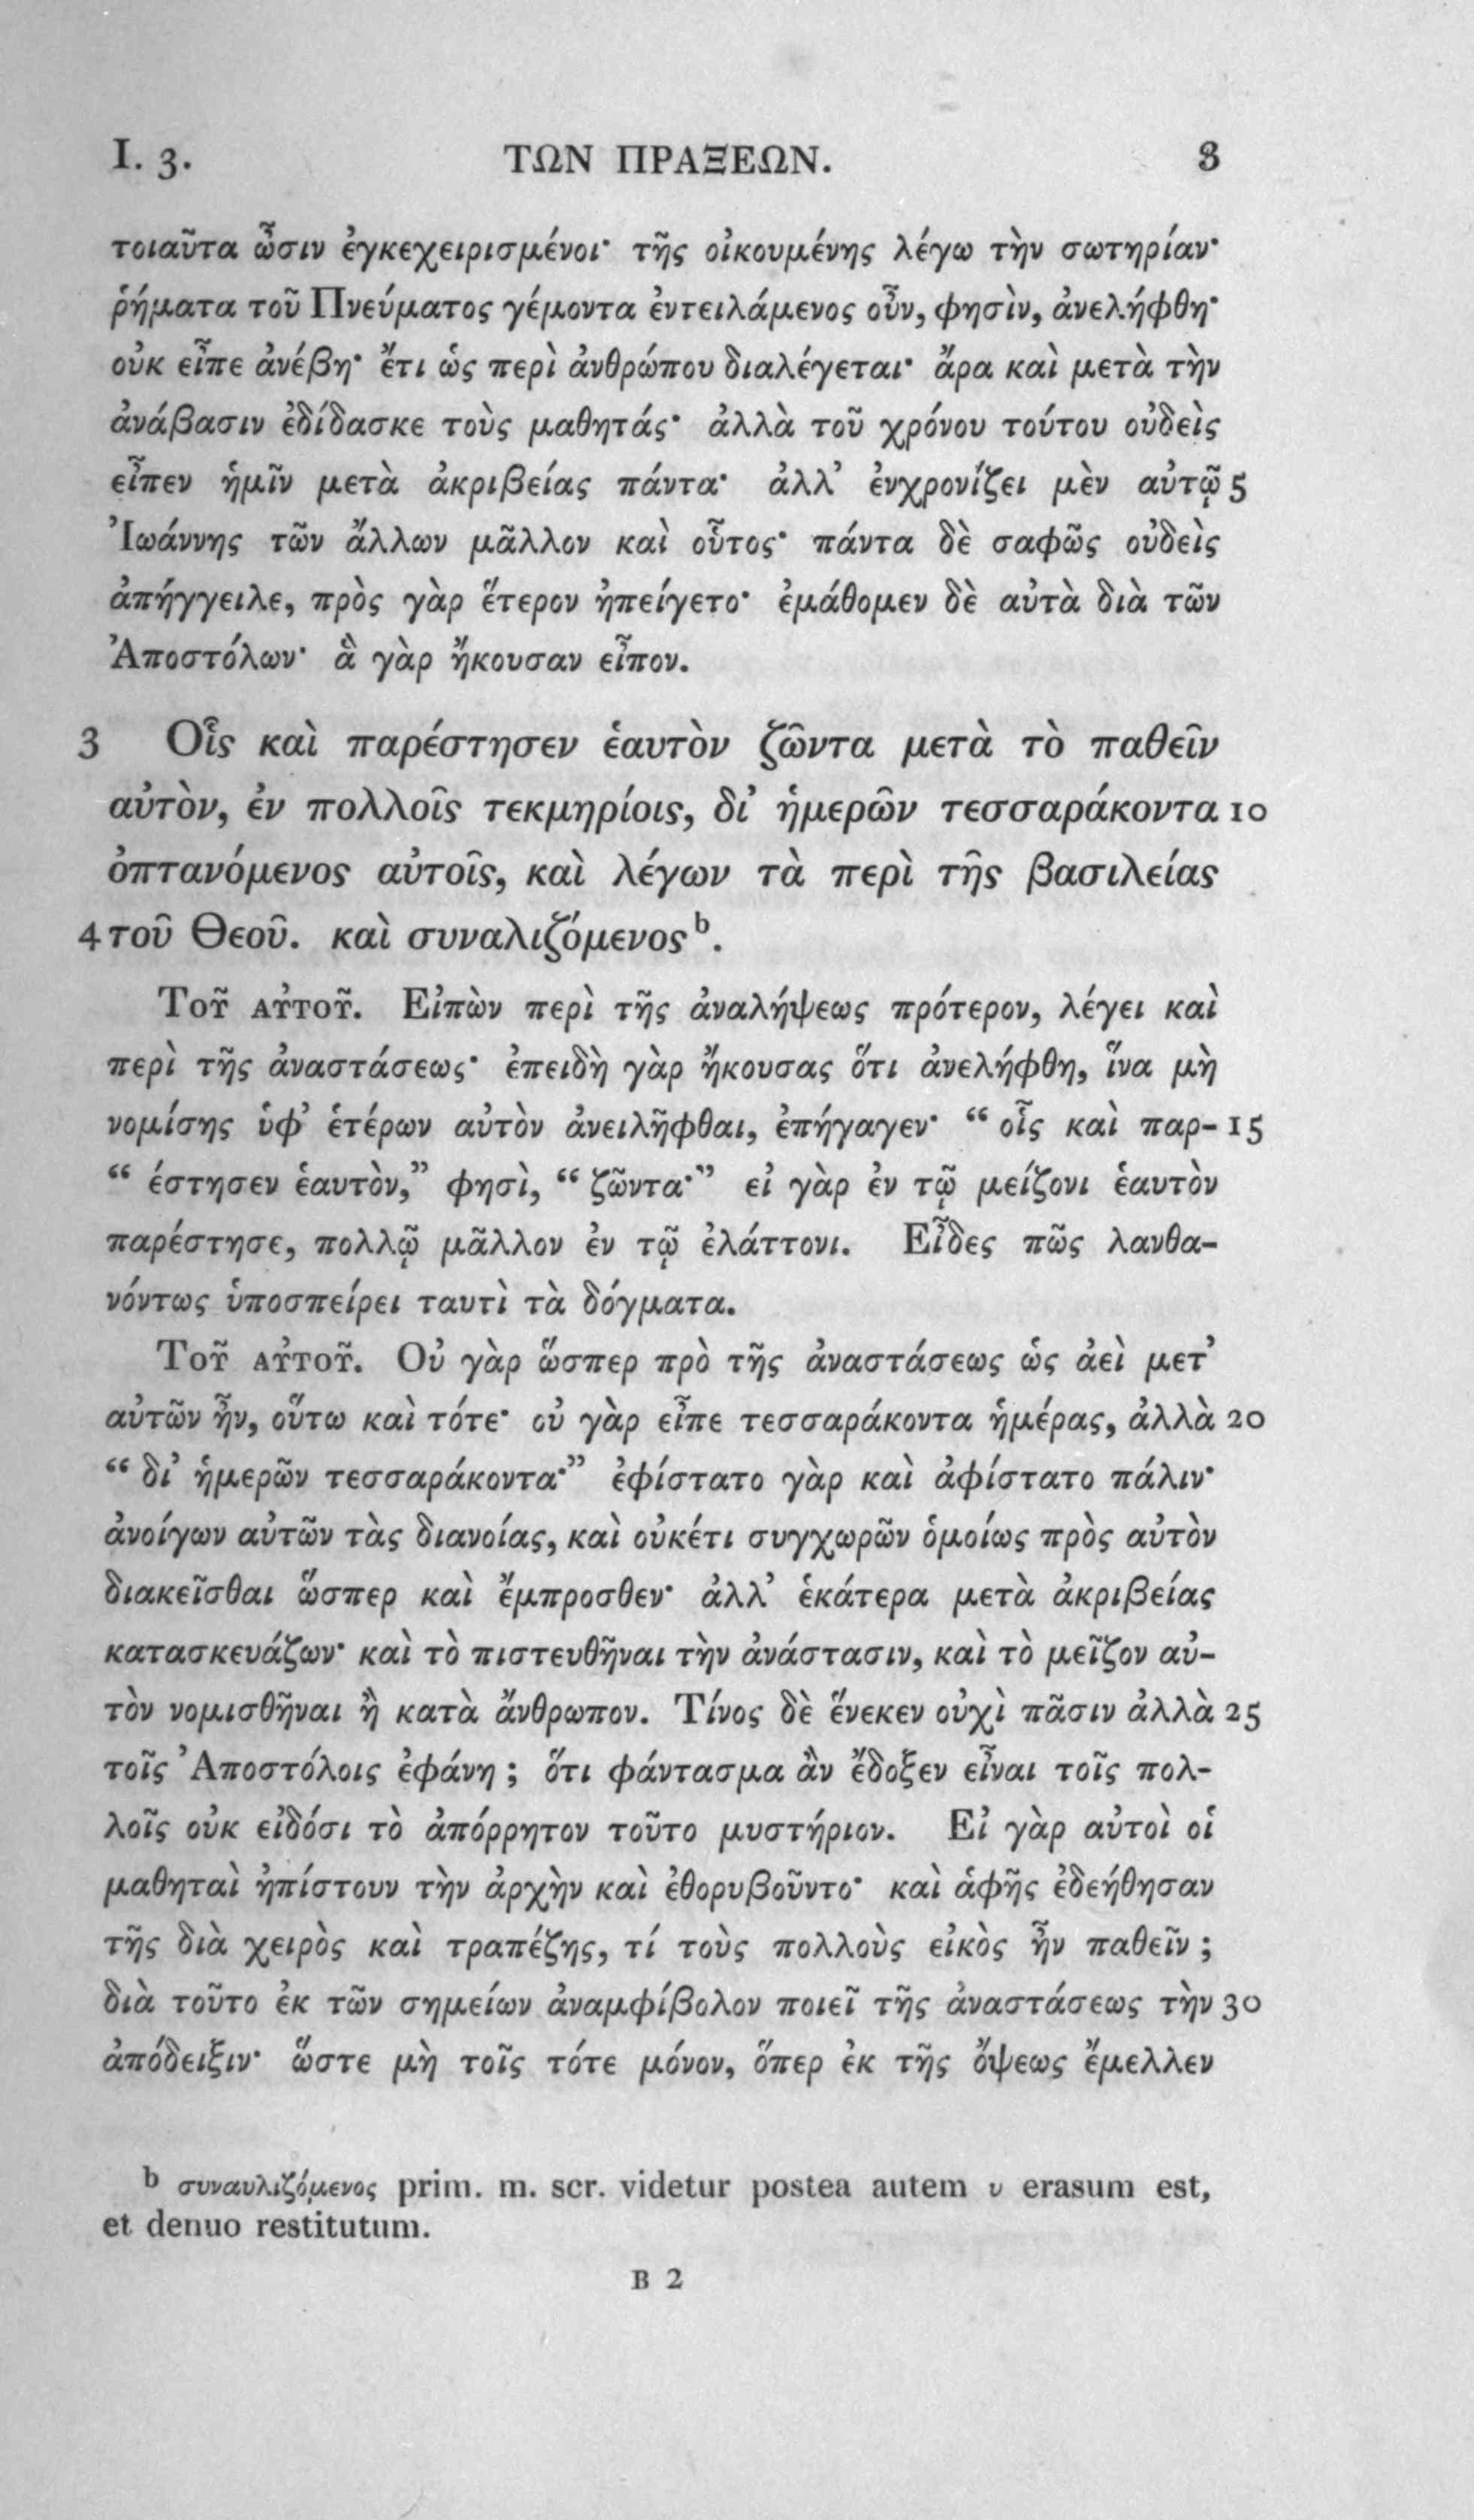 I. 3. ΤΩΝ ΠΡΑΞΕΩΝ. 3
τοιαῦτα ὦσιν ἐγκεχειρισμένοι· τῆς οἰκουμένης λέγω τὴν σωτηρίαν·
ῥήματα τοῦ Πνεύματος γέμοντα ἐντειλάμενος οὖν, φησὶν, ἀνελήφθη·
οὐκ εἶπε ἀνέβη· ἔτι ὡς περὶ ἀνθρώπου διαλέγεται· ἄρα καὶ μετὰ τὴν
ἀνάβασιν ἐδίδασκε τοὺς μαθητάς· ἀλλὰ τοῦ χρόνου τούτου οὐδεὶς
εἶπεν ἡμῖν μετὰ ἀκριβείας πάντα· ἀλλ’ ἐνχρονίζει μὲν αὐτῷ 5
Ἰωάννης τῶν ἄλλων μᾶλλον καὶ οὗτος· πάντα δὲ σαφῶς οὐδεὶς
ἀπήγγειλε, πρὸς γὰρ ἕτερον ἠπείγετο· ἐμάθομεν δὲ αὐτὰ διὰ τῶν
Ἀποστόλων· ἃ γὰρ ἤκουσαν εἶπον.
3 Οἷς καὶ παρέστησεν ἑαυτὸν ζῶντα μετὰ τὸ παθεῖν
αὐτὸν, ἐν πολλοῖς τεκμηρίοις, δι’ ἡμερῶν τεσσαράκοντα 10
ὀπτανόμενος αὐτοῖς, καὶ λέγων τὰ περὶ τῆς βασιλείας
4 τοῦ Θεοῦ. καὶ συναλιζόμενος b.
Τοῦ αὐτοῦ. Εἰπὼν περὶ τῆς ἀναλήψεως πρότερον, λέγει καὶ
περὶ τῆς ἀναστάσεως· ἐπειδὴ γὰρ ἤκουσας ὅτι ἀνελήφθη, ἵνα μὴ
νομίσης ὑφ’ ἑτέρων αὐτὸν ἀνειλῆφθαι, ἐπήγαγεν· “ οἷς καὶ παρ- 15
“ έστησεν ἑαυτὸν,” φησὶ, “ ζῶντα·” εἰ γὰρ ἐν τῷ μείζονι ἑαυτὸν
παρέστησε, πολλῷ μᾶλλον ἐν τῷ ἐλάττονι. Εἶδες πῶς λανθα-
νόντως ὑποσπείρει ταυτὶ τὰ δόγματα.
Τοῦ αὐτοῦ. Οὐ γὰρ ὥσπερ πρὸ τῆς ἀναστάσεως ὡς ἀεὶ μετ’
αὐτῶν ἦν, οὕτω καὶ τότε· οὐ γὰρ εἶπε τεσσαράκοντα ἡμέρας, ἀλλὰ 20
“ δι’ ἡμερῶν τεσσαράκοντα·” ἐφίστατο γὰρ καὶ ἀφίστατο πάλιν·
ἀνοίγων αὐτῶν τὰς διανοίας, καὶ οὐκέτι συγχωρῶν ὁμοίως πρὸς αὐτὸν
διακεῖσθαι ὥσπερ καὶ ἔμπροσθεν· ἀλλ’ ἑκάτερα μετὰ ἀκριβείας
κατασκευάζων· καὶ τὸ πιστευθῆναι τὴν ἀνάστασιν, καὶ τὸ μεῖζον αὐ-
τὸν νομισθῆναι ἢ κατὰ ἄνθρωπον. Τίνος δὲ ἕνεκεν οὐχὶ πᾶσιν ἀλλὰ 25
τοῖς Ἀποστόλοις ἐφάνη ; ὅτι φάντασμα ἂν ἔδοξεν εἶναι τοῖς πολ-
λοῖς οὐκ εἰδόσι τὸ ἀπόρρητον τοῦτο μυστήριον. Εἰ γὰρ αὐτοὶ οἱ
μαθηταὶ ἠπίστουν τὴν ἀρχὴν καὶ ἐθορυβοῦντο· καὶ ἁφῆς ἐδεήθησαν
τῆς διὰ χειρὸς καὶ τραπέζης, τί τοὺς πολλοὺς εἰκὸς ἦν παθεῖν ;
διὰ τοῦτο ἐκ τῶν σημείων ἀναμφίβολον ποιεῖ τῆς ἀναστάσεως τὴν 30
ἀπόδειξιν· ὥστε μὴ τοῖς τότε μόνον, ὅπερ ἐκ τῆς ὄψεως ἔμελλεν
b συναυλιζόμενος prim. m. scr. videtur postea autem υ erasum est,
et denuo restitutum.
B 2